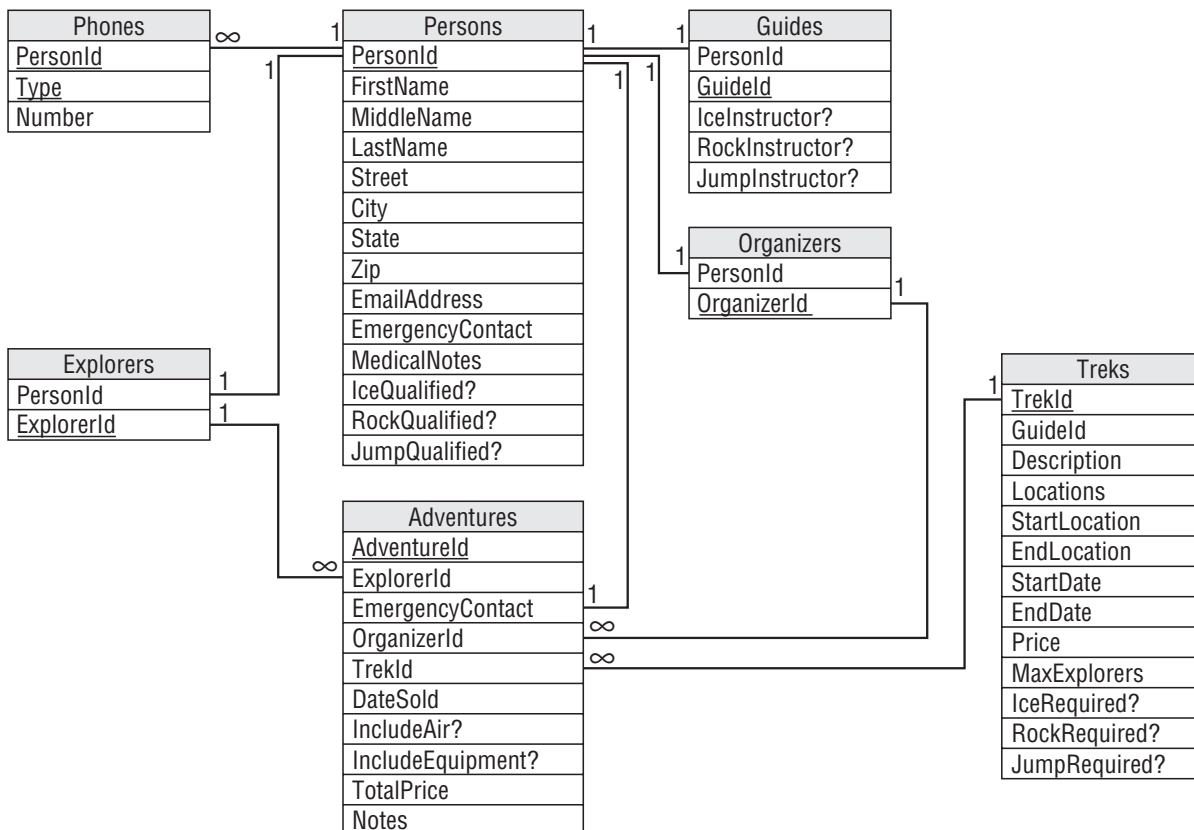 Phones
PersonId
Type
Number
∞
1
Persons
PersonId
FirstName
MiddleName
LastName
Street
City
State
Zip
EmailAddress
EmergencyContact
MedicalNotes
IceQualified?
RockQualified?
JumpQualified?
1
1
1
1
1
Guides
PersonId
GuideId
IceInstructor?
RockInstructor?
JumpInstructor?
1
Organizers
PersonId
OrganizerId
1
Explorers
PersonId
ExplorerId
1
1
∞
Adventures
AdventureId
ExplorerId
EmergencyContact
OrganizerId
TrekId
DateSold
IncludeAir?
IncludeEquipment?
TotalPrice
Notes
1
∞
∞
1
Treks
TrekId
GuideId
Description
Locations
StartLocation
EndLocation
StartDate
EndDate
Price
MaxExplorers
IceRequired?
RockRequired?
JumpRequired?